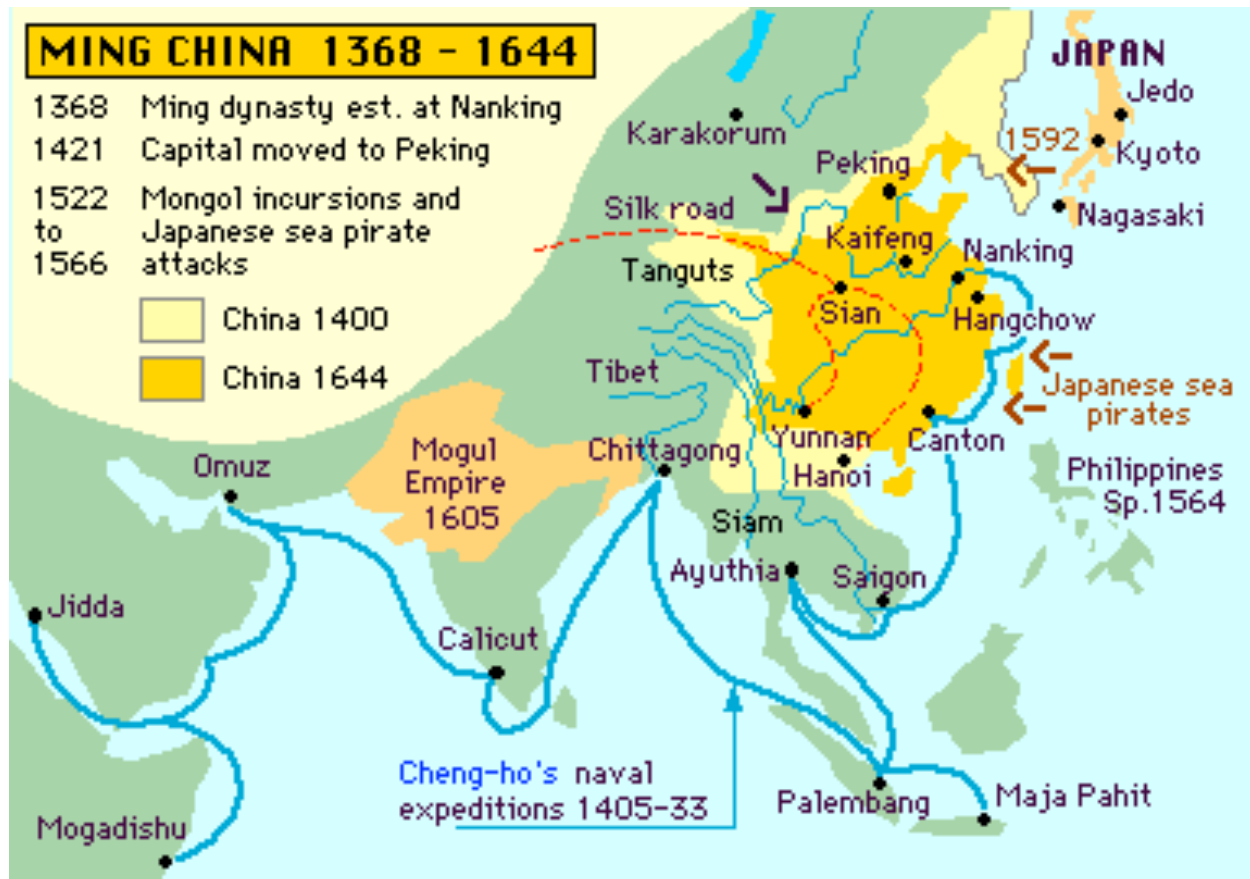 MING CHINA 1368 - 1644
1368 Ming dynasty est. at Nanking
1421 Capital moved to Peking
1522 Mongol incursions and
to Japanese sea pirate
1566 attacks
China 1400
China 1644
JAPAN
Jedo
Karakorum
1592
Kyoto
Peking
Silk road
Nagasaki
Kaifeng
Nanking
Tanguts
Sian
Hangchow
Tibet
Japanese sea
pirates
Yunnan
Canton
Mogul
Empire
1605
Chittagong
Hanoi
Omuz
Philippines
Sp.1564
Siam
Ayuthia
Saigon
Jidda
Calicut
Cheng-ho's naval
expeditions 1405-33
Palembang
Maja Pahit
Mogadishu